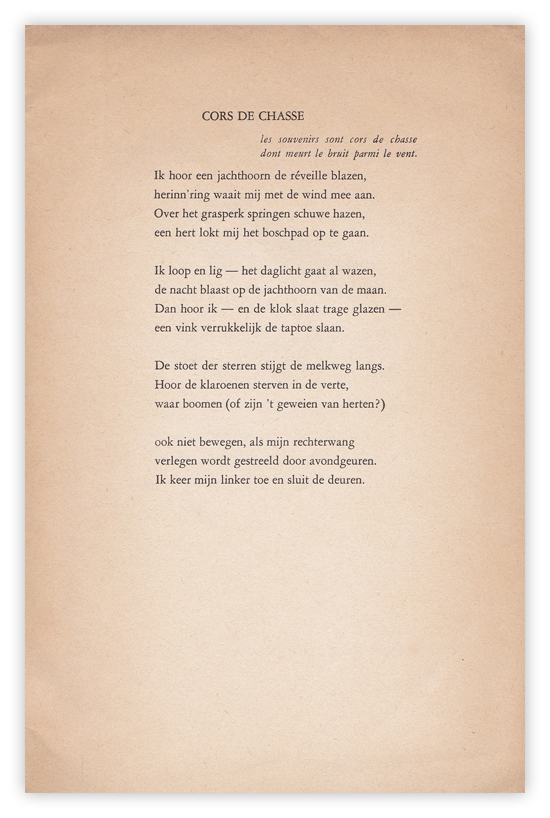 CORS DE CHASSE
les souvenirs sont cors de chasse
dont meurt le bruit parmi le vent.
Ik hoor een jachthoorn de réveille blazen,
herinn'ring waait mij met de wind mee aan.
Over het grasperk springen schuwe hazen,
een hert lokt mij het boschpad op te gaan.
Ik loop en lig — het daglicht gaat al wazen,
de nacht blaast op de jachthoorn van de maan.
Dan hoor ik — en de klok slaat trage glazen —
een vink verrukkelijk de taptoe slaan.
De stoet der sterren stijgt de melkweg langs.
Hoor de klaroenen sterven in de verte,
waar boomen (of zijn 't geweien van herten?)
ook niet bewegen, als mijn rechterwang
verlegen wordt gestreeld door avondgeuren.
Ik keer mijn linker toe en sluit de deuren.